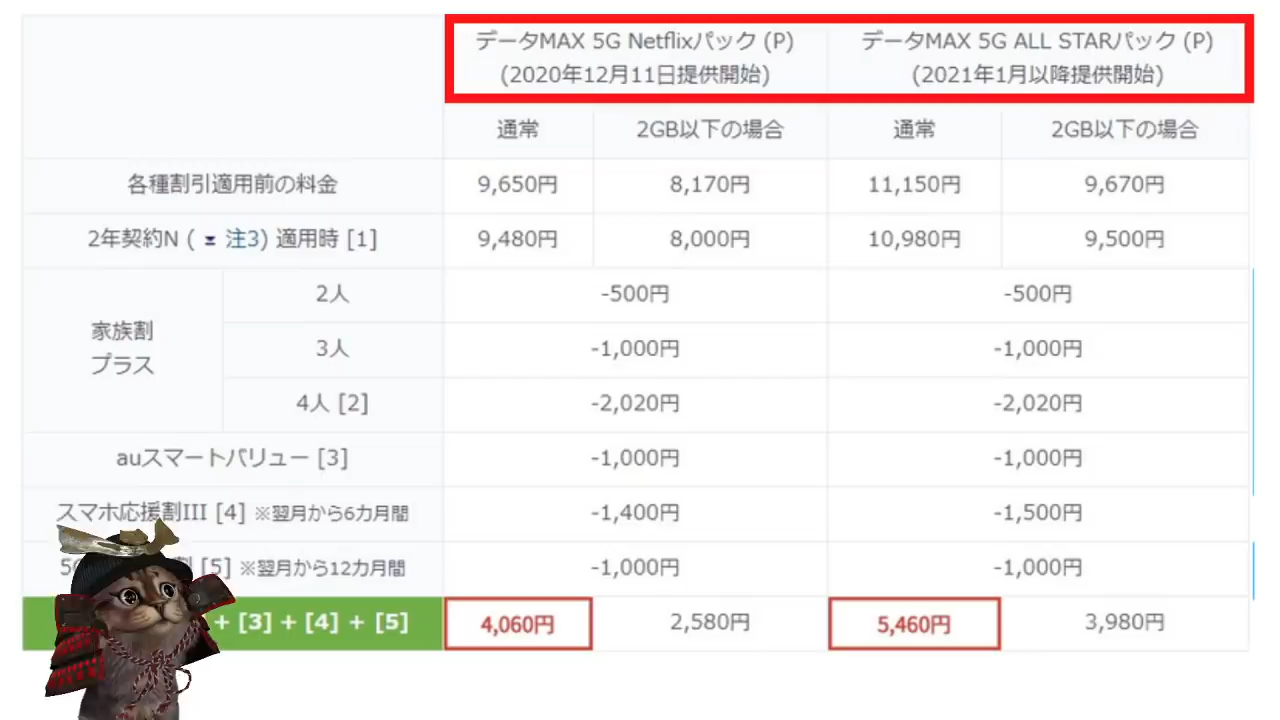 データMAX 5G Netflixパック (P)
(2020年12月11日提供開始)
データMAX 5G ALL STARパック (P)
(2021年1月以降提供開始)
通常
2GB以下の場合
通常
2GB以下の場合
各種割引適用前の料金
9,650円
8,170円
11,150円
9,670円
2年契約N ( 注3) 適用時 [1]
9,480円
8,000円
10,980円
9,500円
家族割
プラス
2人
-500円
-500円
3人
-1,000円
-1,000円
4人 [2]
-2,020円
-2,020円
auスマートバリュー [3]
-1,000円
-1,000円
スマホ応援割III [4] ※翌月から6カ月間
-1,400円
-1,500円
[5] ※翌月から12カ月間
-1,000円
-1,000円
+ [3] + [4] + [5]
4,060円
2,580円
5,460円
3,980円